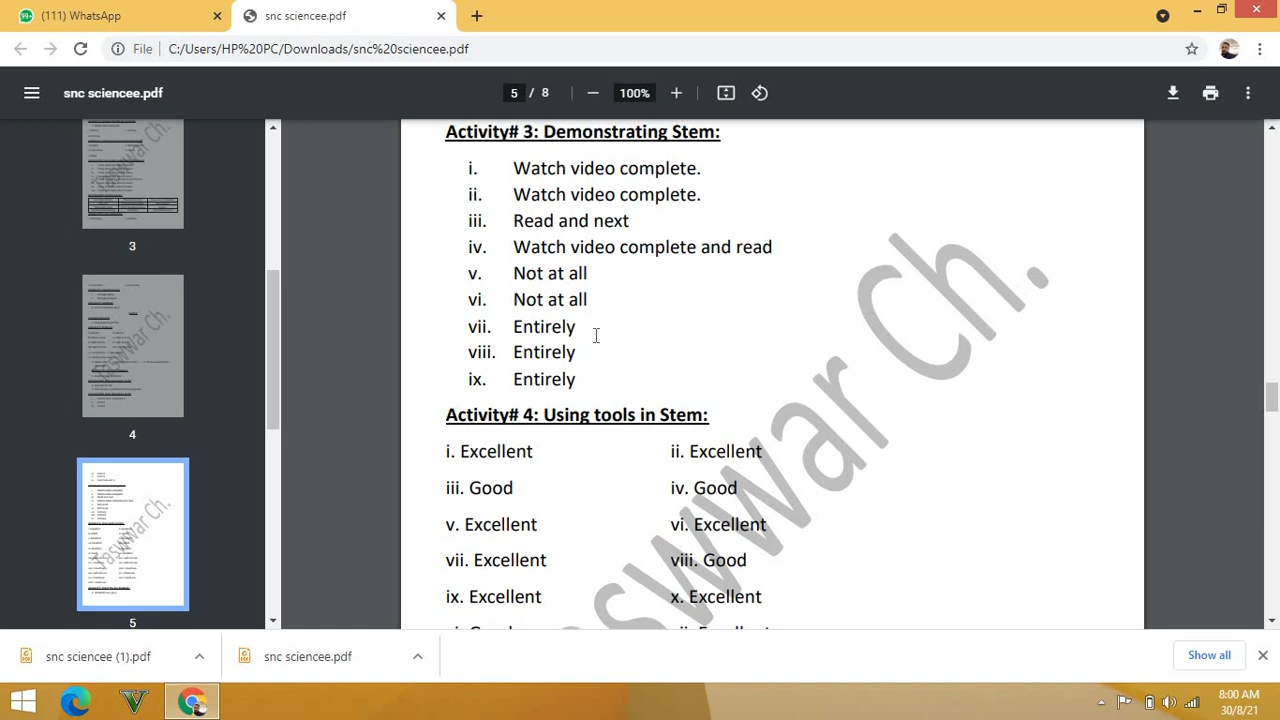 (111) WhatsApp
snc sciencee.pdf
File C:/Users/HP%20PC/Downloads/snc%20sciencee.pdf
snc sciencee.pdf
5 / 8
100%
3
4
5
Activity# 3: Demonstrating Stem:
i. Watch video complete.
ii. Watch video complete.
iii. Read and next
iv. Watch video complete and read
v. Not at all
vi. Not at all
vii. Entirely
viii. Entirely
ix. Entirely
Activity# 4: Using tools in Stem:
i. Excellent ii. Excellent
iii. Good iv. Good
v. Excellent vi. Excellent
vii. Excellent viii. Good
ix. Excellent x. Excellent
Ch.
snc sciencee (1).pdf
snc sciencee.pdf
Show all
8:00 AM
30/8/21